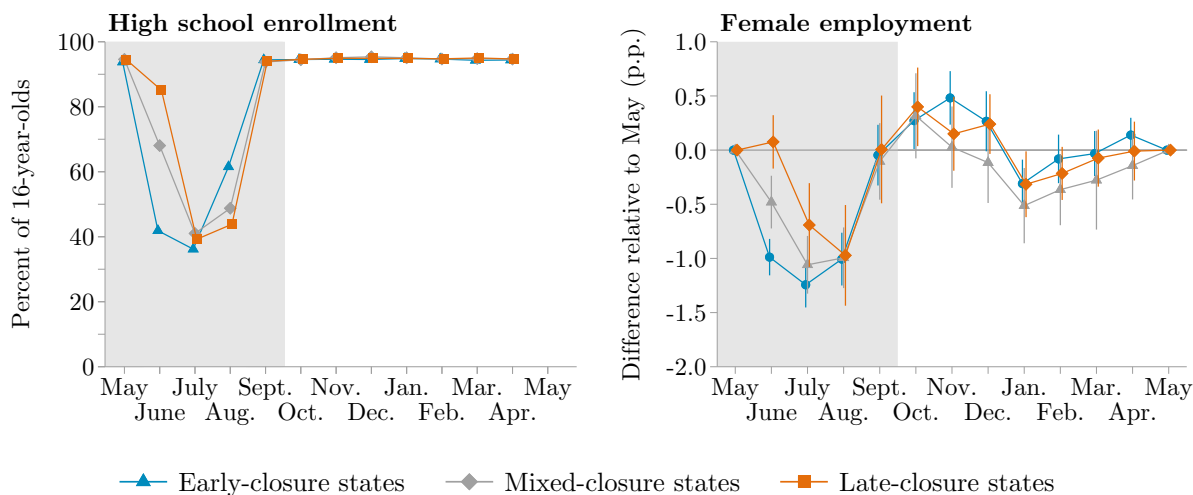 High school enrollment
Percent of 16-year-olds
100
80
60
40
20
0
May July Sept. Nov. Jan. Mar. May
June Aug. Oct. Dec. Feb. Apr.
Female employment
Difference relative to May (p.p.)
1.0
0.5
0.0
-0.5
-1.0
-1.5
-2.0
May July Sept. Nov. Jan. Mar. May
June Aug. Oct. Dec. Feb. Apr.
Early-closure states Mixed-closure states Late-closure states